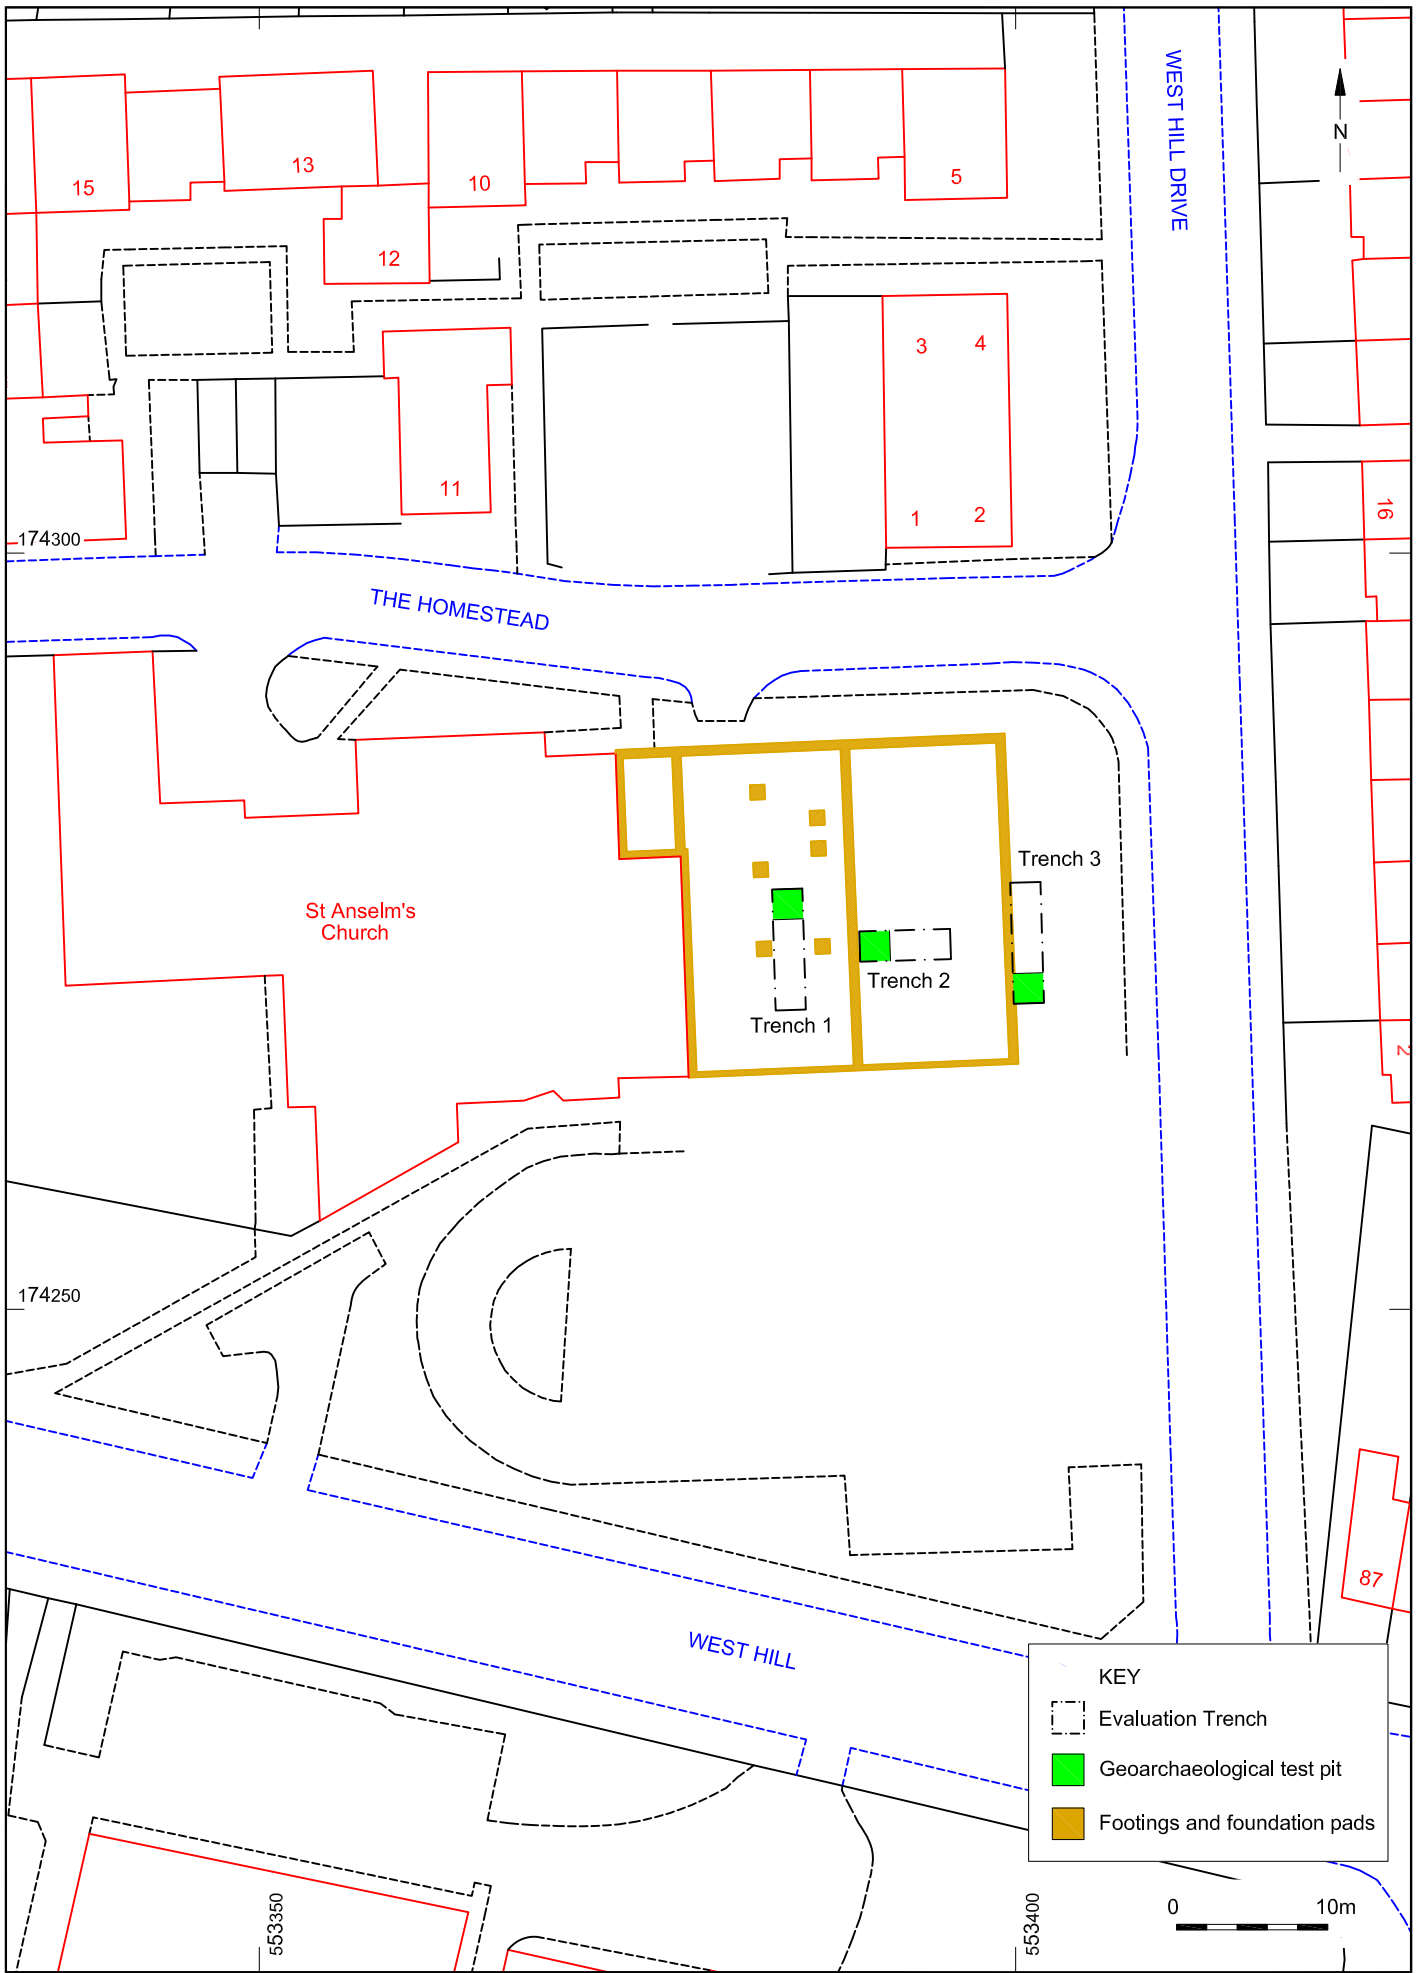 WEST HILL DRIVE
N
15
13
10
5
12
3
4
11
1
2
16
174300
THE HOMESTEAD
Trench 3
St Anselm's
Church
Trench 2
Trench 1
2
174250
87
WEST HILL
KEY
Evaluation Trench
Geoarchaeological test pit
Footings and foundation pads
553350
553400
0
10m